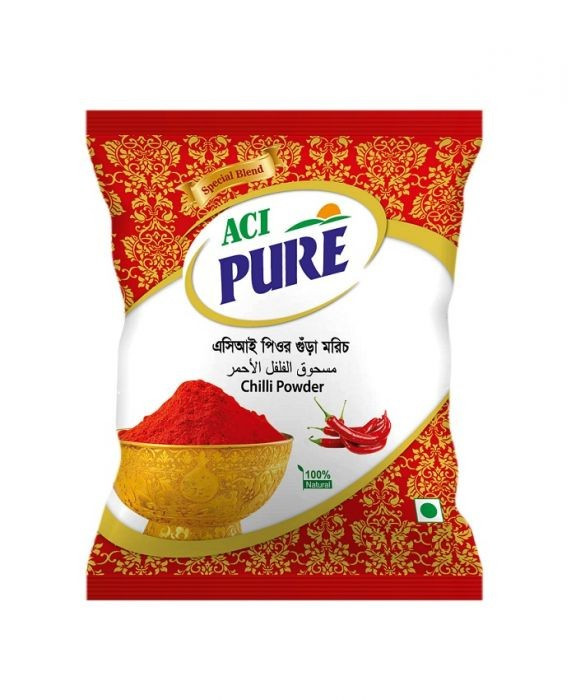 Special Blend
ACI
PURE
এসিআই পিওর গুঁড়া মরিচ
مسحوق الفلفل الأحمر
Chilli Powder
100%
Natural